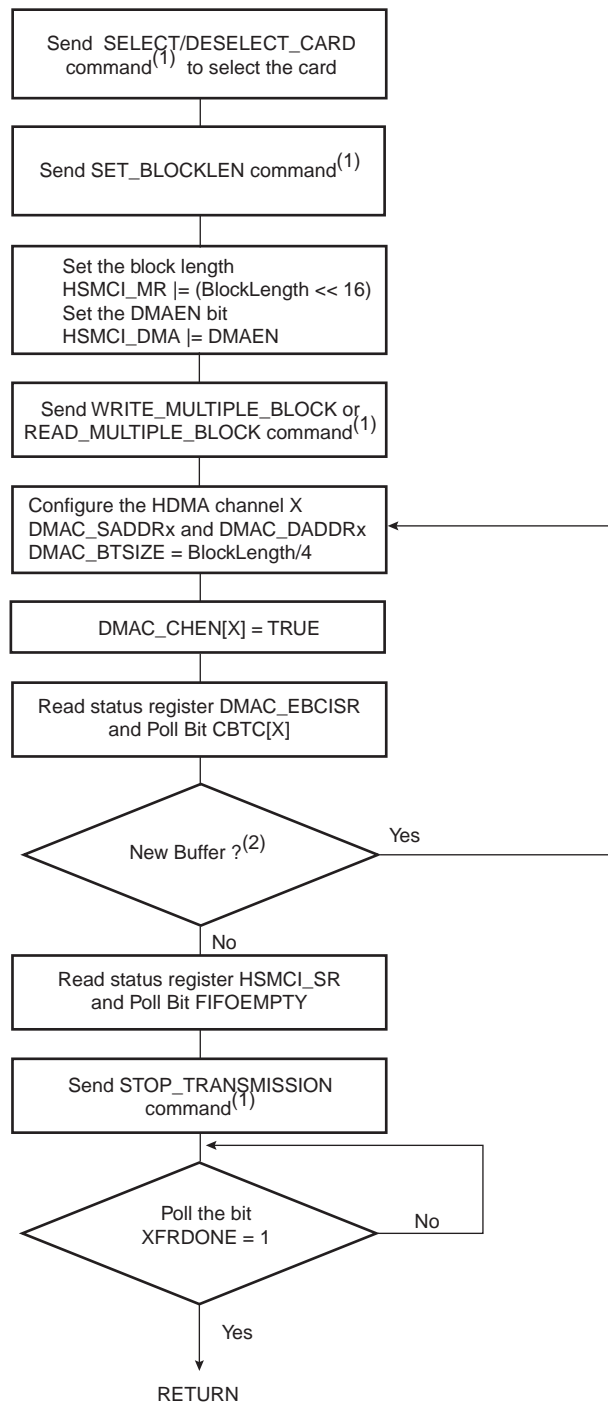 Send SELECT/DESELECT_CARD
command(1) to select the card
Send SET_BLOCKLEN command(1)
Set the block length
HSMCI_MR |= (BlockLength << 16)
Set the DMAEN bit
HSMCI_DMA |= DMAEN
Send WRITE_MULTIPLE_BLOCK or
READ_MULTIPLE_BLOCK command(1)
Configure the HDMA channel X
DMAC_SADDRx and DMAC_DADDRx
DMAC_BTSIZE = BlockLength/4
DMAC_CHEN[X] = TRUE
Read status register DMAC_EBCISR
and Poll Bit CBTC[X]
New Buffer ?(2)
Yes
No
Read status register HSMCI_SR
and Poll Bit FIFOEMPTY
Send STOP_TRANSMISSION
command(1)
Poll the bit
XFRDONE = 1
No
Yes
RETURN